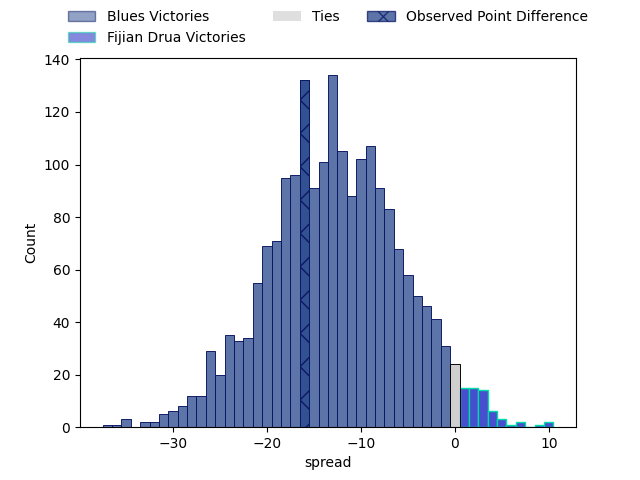 Blues Victories
Ties
Observed Point Difference
Fijian Drua Victories
140
120
100
80
60
40
20
0
Count
−30
−20
−10
0
10
spread